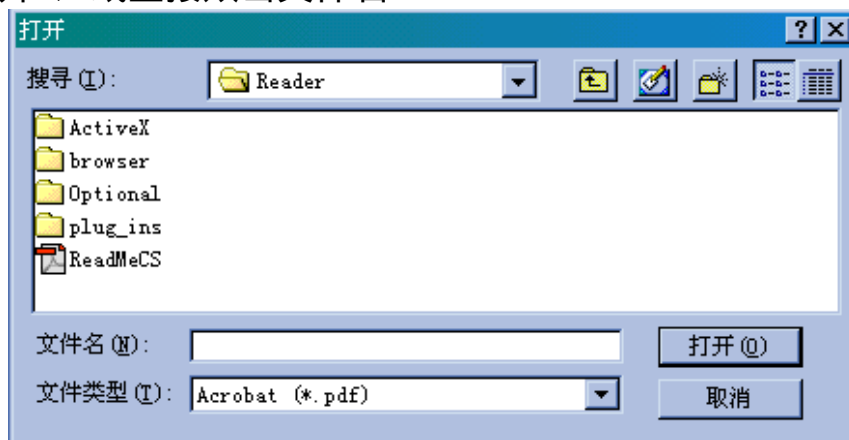 打开
搜寻(I):
Reader
ActiveX
browser
Optional
plug_ins
ReadMeCS
文件名(N):
打开(O)
文件类型(T):
Acrobat (*.pdf)
取消